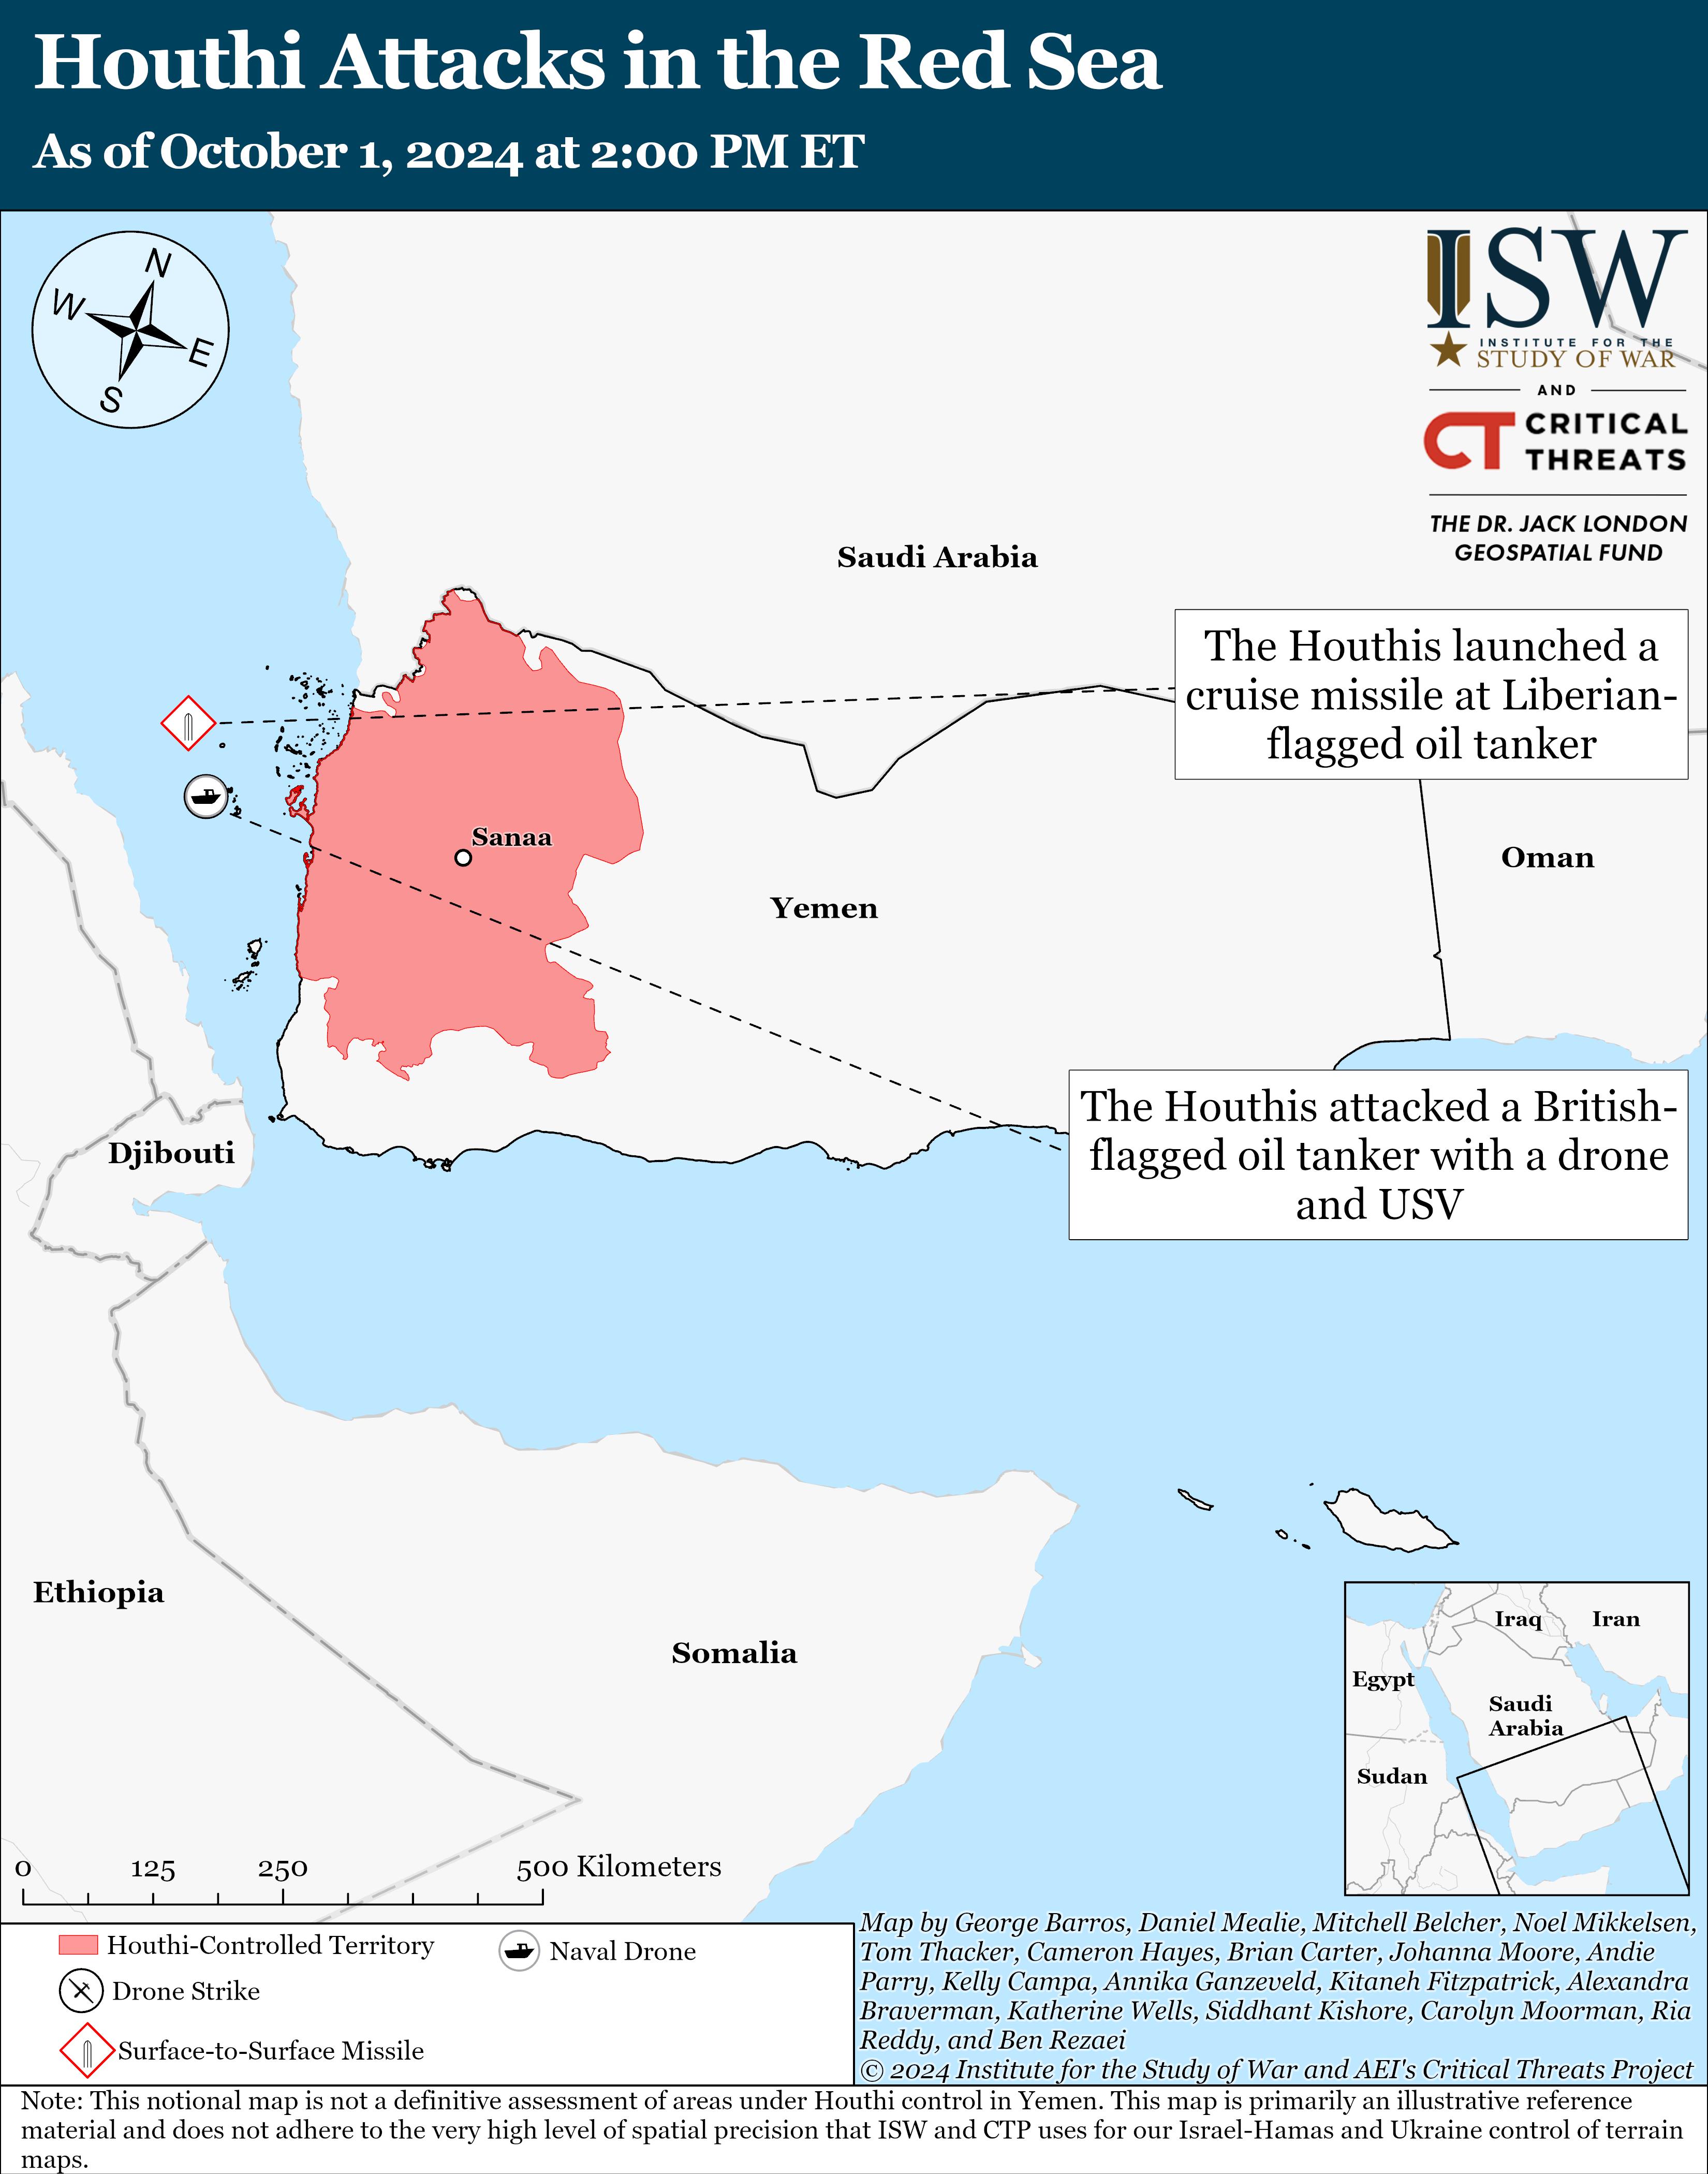 Houthi Attacks in the Red Sea
As of October 1, 2024 at 2:00 PM ET
N
W
E
S
ISW
INSTITUTE FOR THE
STUDY OF WAR
AND
CT CRITICAL
THREATS
THE DR. JACK LONDON
GEOSPATIAL FUND
Saudi Arabia
The Houthis launched a
cruise missile at Liberian-
flagged oil tanker
Sanaa
Oman
Yemen
The Houthis attacked a British-
flagged oil tanker with a drone
and USV
Djibouti
Ethiopia
Somalia
Iraq
Iran
Egypt
Saudi
Arabia
Sudan
0 125 250 500 Kilometers
Houthi-Controlled Territory
Naval Drone
Drone Strike
Surface-to-Surface Missile
Map by George Barros, Daniel Mealie, Mitchell Belcher, Noel Mikkelsen,
Tom Thacker, Cameron Hayes, Brian Carter, Johanna Moore, Andie
Parry, Kelly Campa, Annika Ganzeveld, Kitaneh Fitzpatrick, Alexandra
Braverman, Katherine Wells, Siddhant Kishore, Carolyn Moorman, Ria
Reddy, and Ben Rezaei
© 2024 Institute for the Study of War and AEI's Critical Threats Project
Note: This notional map is not a definitive assessment of areas under Houthi control in Yemen. This map is primarily an illustrative reference
material and does not adhere to the very high level of spatial precision that ISW and CTP uses for our Israel-Hamas and Ukraine control of terrain
maps.